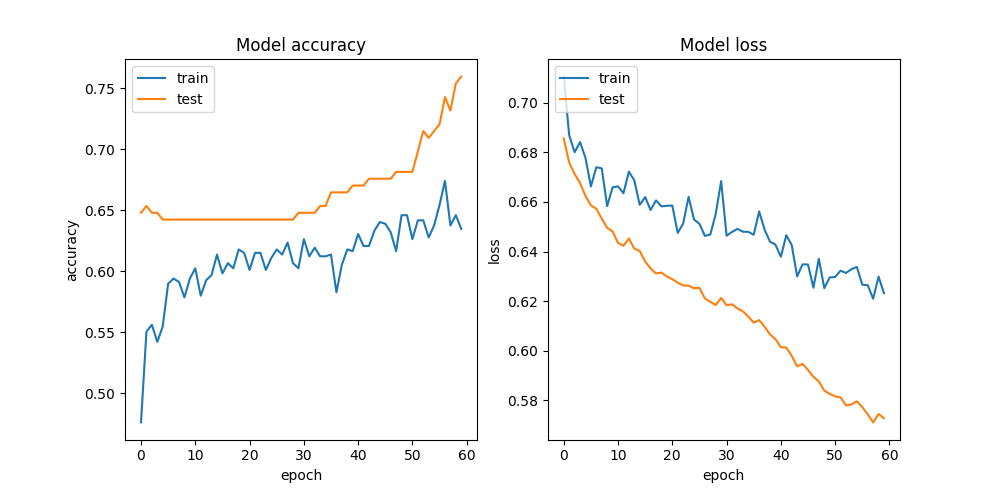 Model accuracy
train
test
0.75
0.70
0.65
0.60
0.55
0.50
accuracy
0 10 20 30 40 50 60
epoch
Model loss
train
test
0.70
0.68
0.66
0.64
0.62
0.60
0.58
loss
0 10 20 30 40 50 60
epoch